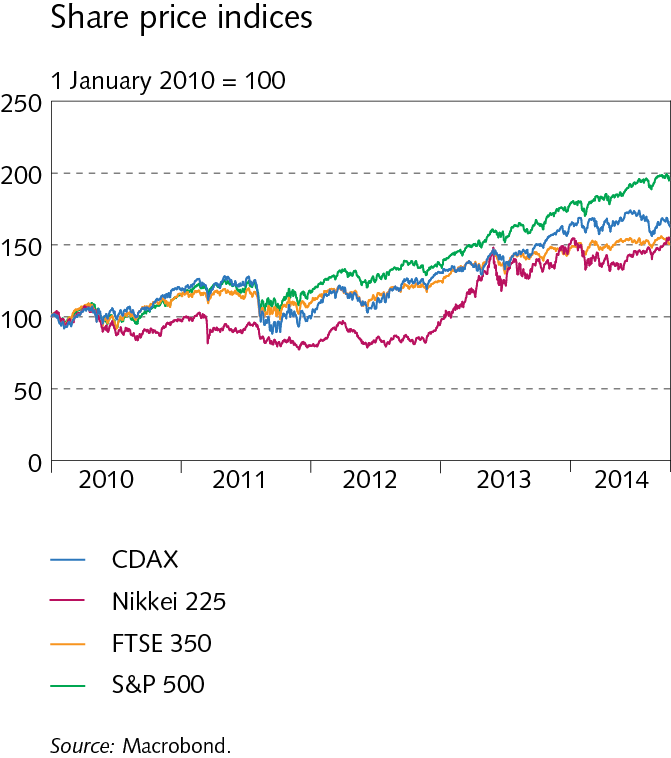 Share price indices
1 January 2010 = 100
250
200
150
100
50
0
2010 2011 2012 2013 2014
CDAX
Nikkei 225
FTSE 350
S&P 500
Source: Macrobond.